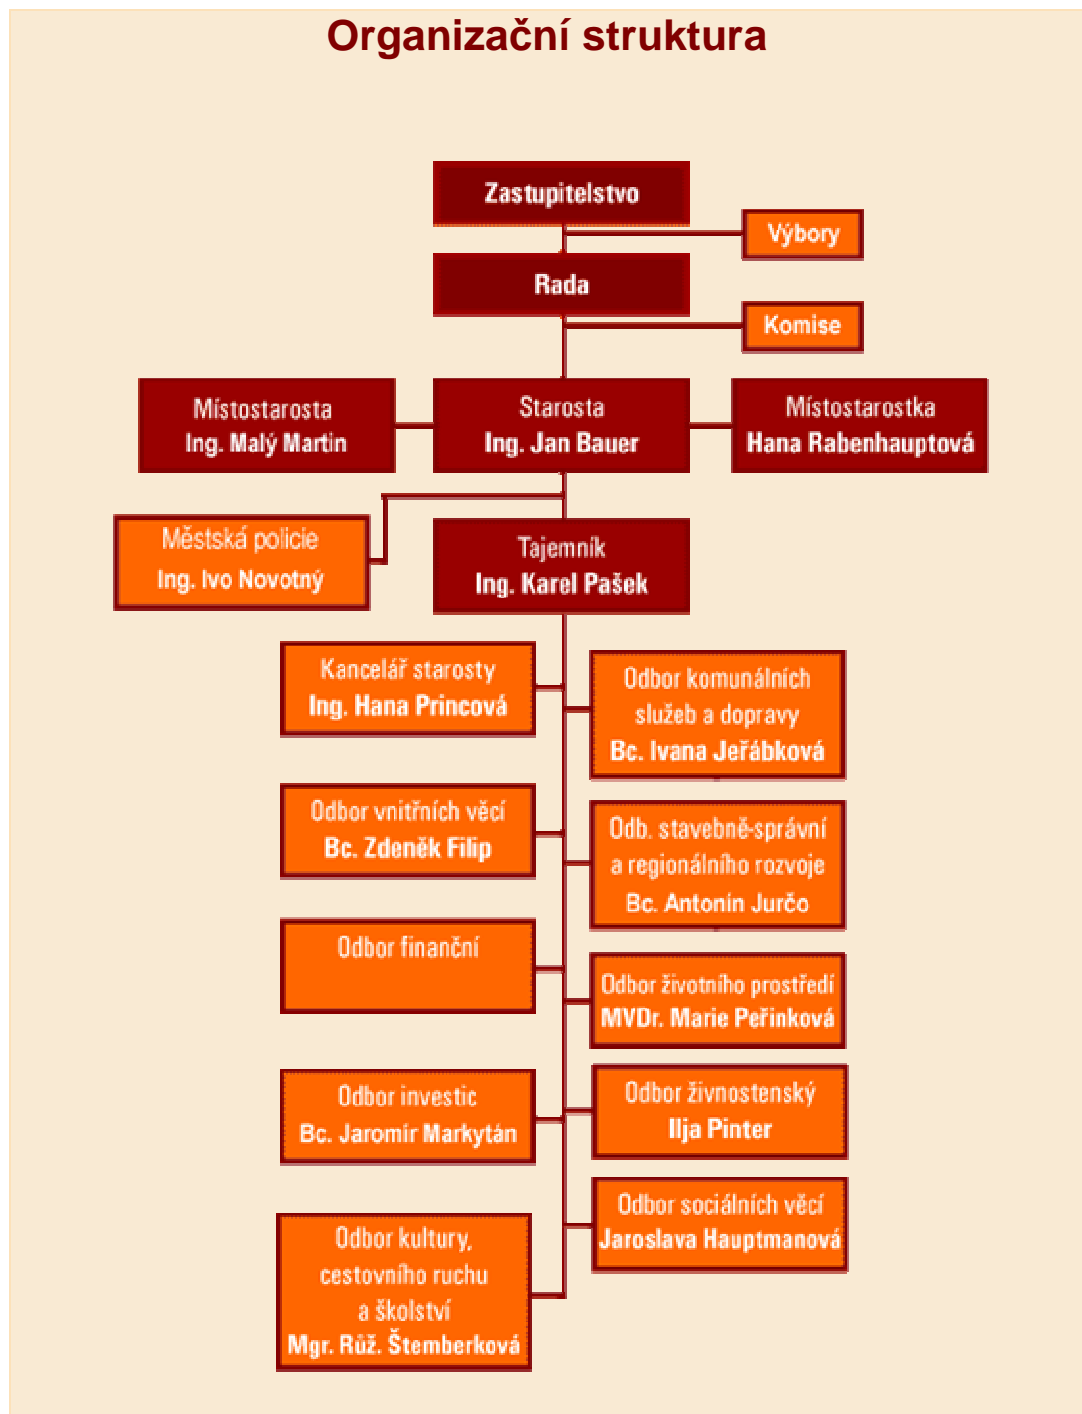 Organizační struktura
Zastupitelstvo
Výbory
Rada
Komise
Místostarosta
Ing. Malý Martin
Starosta
Ing. Jan Bauer
Místostarostka
Hana Rabenhauptová
Městská policie
Ing. Ivo Novotný
Tajemník
Ing. Karel Pašek
Kancelář starosty
Ing. Hana Princová
Odbor komunálních
služeb a dopravy
Bc. Ivana Jeřábková
Odbor vnitřních věcí
Bc. Zdeněk Filip
Odb. stavebně-správní
a regionálního rozvoje
Bc. Antonín Jurčo
Odbor finanční
Odbor životního prostředí
MVDr. Marie Peřinková
Odbor investic
Bc. Jaromír Markytán
Odbor živnostenský
Ilja Pinter
Odbor sociálních věcí
Jaroslava Hauptmanová
Odbor kultury,
cestovního ruchu
a školství
Mgr. Růž. Štemberková